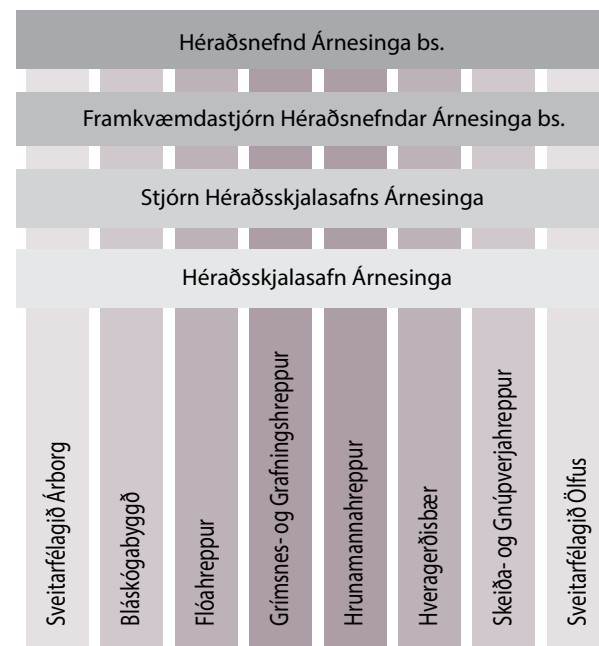 Héraðsnefnd Árnesinga bs.
Framkvæmdastjórn Héraðsnefndar Árnesinga bs.
Stjórn Héraðsskjalasafns Árnesinga
Héraðsskjalasafn Árnesinga
Sveitarfélagið Árborg
Bláskógabyggð
Flóahreppur
Grímsnes- og Grafningshreppur
Hrunamannahreppur
Hveragerðisbær
Skeiða- og Gnúpverjahreppur
Sveitarfélagið Ölfus